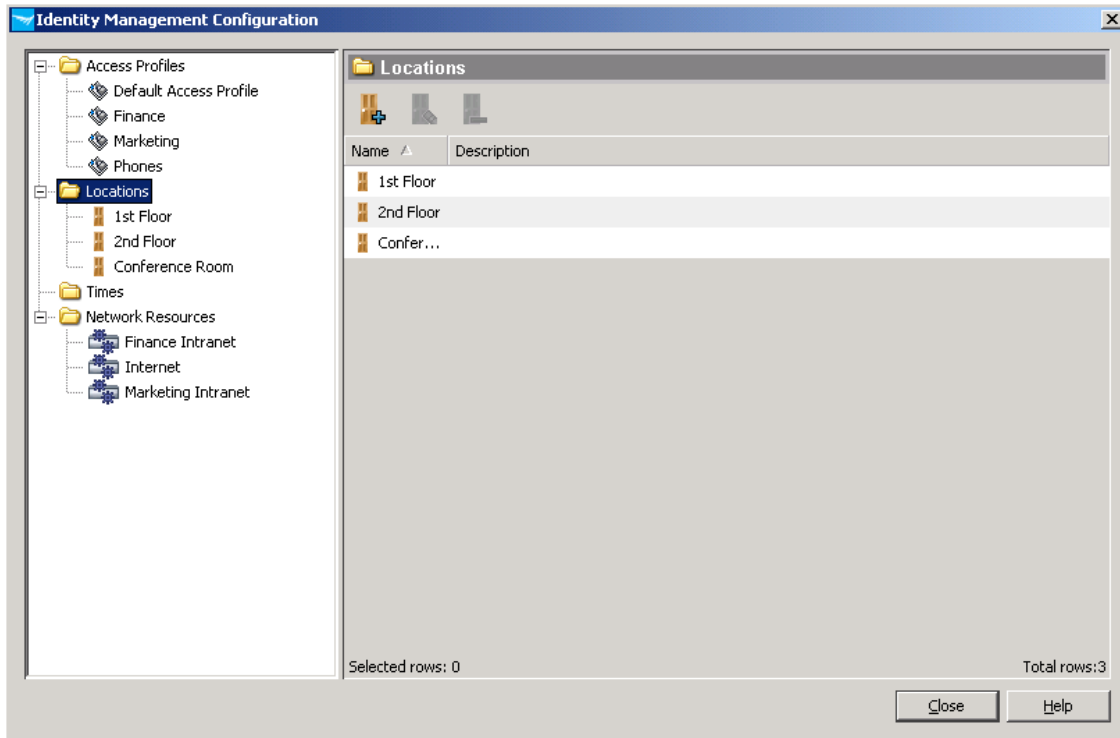 Identity Management Configuration
Access Profiles
Default Access Profile
Finance
Marketing
Phones
Locations
1st Floor
2nd Floor
Conference Room
Times
Network Resources
Finance Intranet
Internet
Marketing Intranet
Locations
Name Description
1st Floor
2nd Floor
Confer...
Selected rows: 0 Total rows:3
Close Help